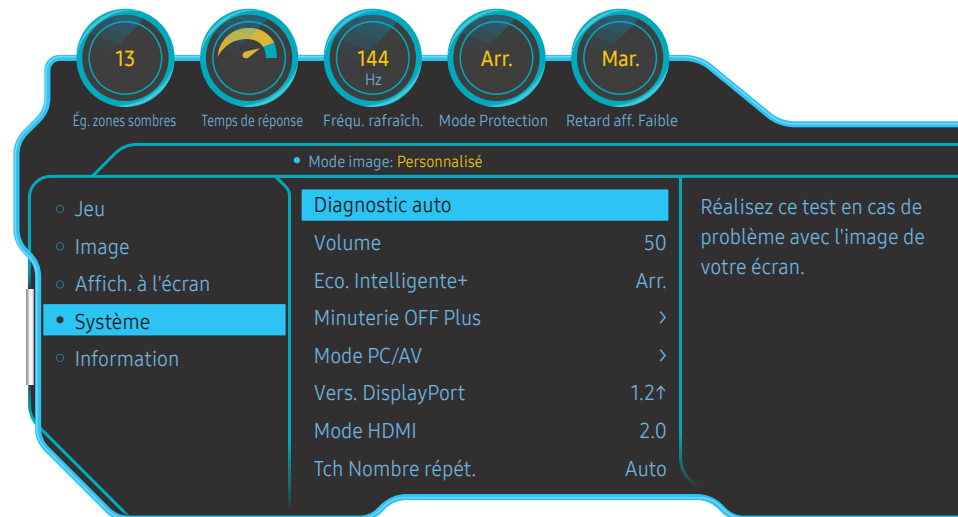 13
144
Hz
Arr.
Mar.
Ég. zones sombres
Temps de réponse
Fréqu. rafraîch.
Mode Protection
Retard aff. Faible
Mode image: Personnalisé
Jeu
Image
Affich. à l'écran
Système
Information
Diagnostic auto
Volume 50
Eco. Intelligente+ Arr.
Minuterie OFF Plus >
Mode PC/AV >
Vers. DisplayPort 1.2↑
Mode HDMI 2.0
Tch Nombre répét. Auto
Réalisez ce test en cas de
problème avec l'image de
votre écran.